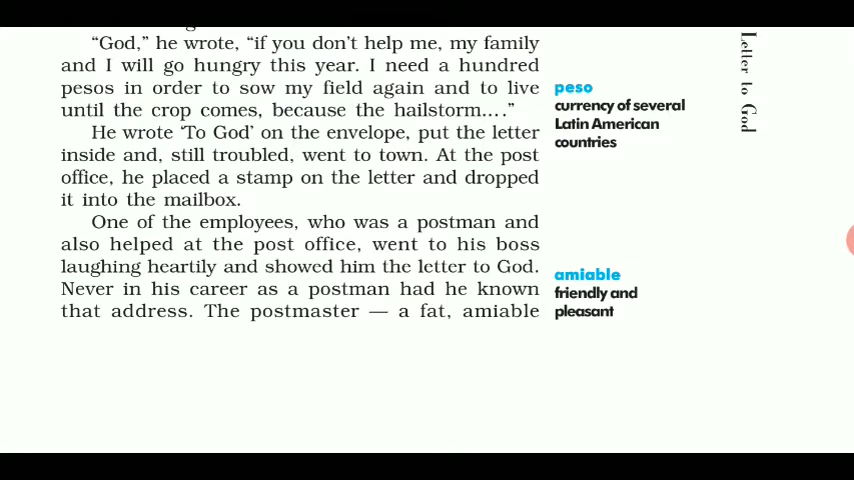 “God,” he wrote, “if you don’t help me, my family
and I will go hungry this year. I need a hundred
pesos in order to sow my field again and to live
until the crop comes, because the hailstorm....”
He wrote ‘To God’ on the envelope, put the letter
inside and, still troubled, went to town. At the post
office, he placed a stamp on the letter and dropped
it into the mailbox.
One of the employees, who was a postman and
also helped at the post office, went to his boss
laughing heartily and showed him the letter to God.
Never in his career as a postman had he known
that address. The postmaster — a fat, amiable
peso
currency of several
Latin American
countries
amiable
friendly and
pleasant
Letter to God